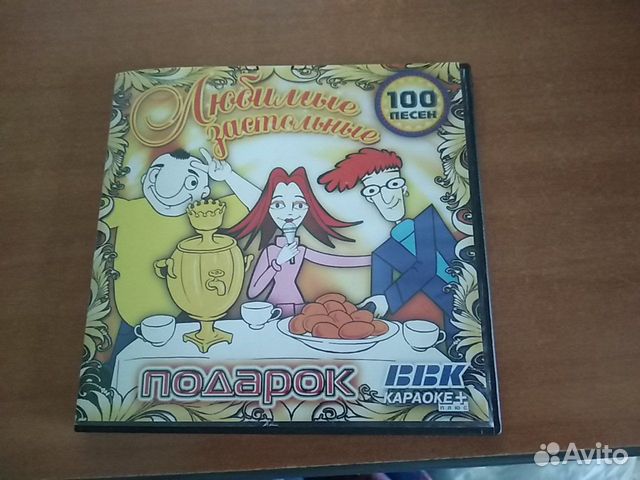 Любимые
застольные
100
ПЕСЕН
ПОДАРОК
BBK
КАРАОКЕ+
ПЛЮС
Avito